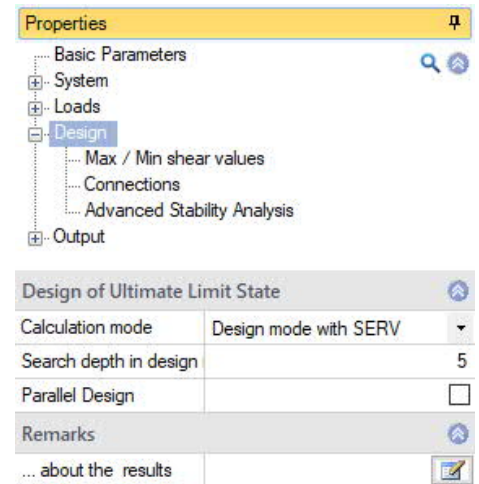 Properties
Basic Parameters
System
Loads
Design
Max / Min shear values
Connections
Advanced Stability Analysis
Output
Design of Ultimate Limit State
Calculation mode Design mode with SERV
Search depth in design 5
Parallel Design
Remarks
... about the results